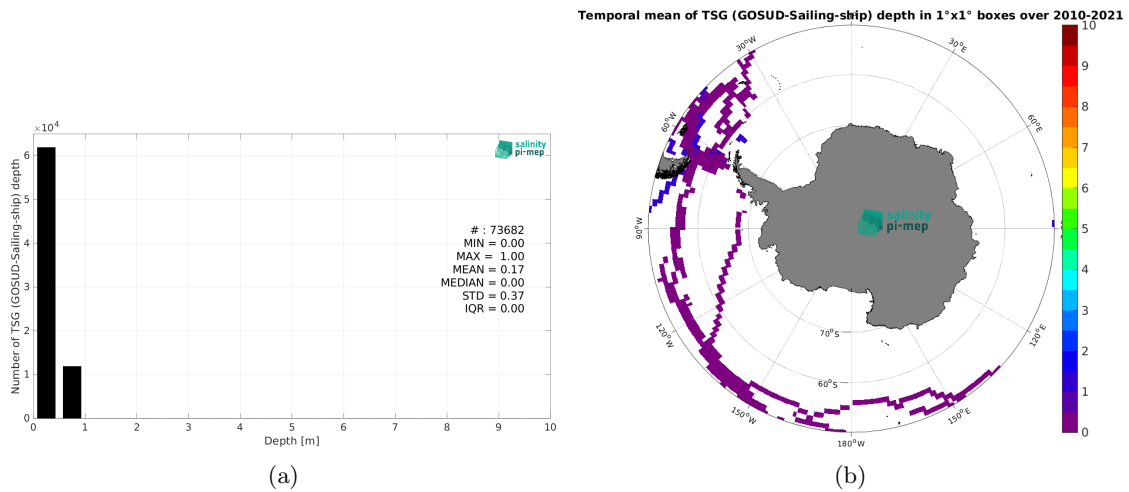 ×10⁴
6
5
4
3
2
1
0
Number of TSG (GOSUD-Sailing-ship) depth
salinity
pi-mep
# : 73682
MIN = 0.00
MAX = 1.00
MEAN = 0.17
MEDIAN = 0.00
STD = 0.37
IQR = 0.00
0 1 2 3 4 5 6 7 8 9 10
Depth [m]
(a)
Temporal mean of TSG (GOSUD-Sailing-ship) depth in 1°x1° boxes over 2010-2021
30°W
30°E
60°W
60°E
90°W
salinity
pi-mep
120°W
120°E
70°S
60°S
150°W
150°E
180°W
10
9
8
7
6
5
4
3
2
1
0
(b)